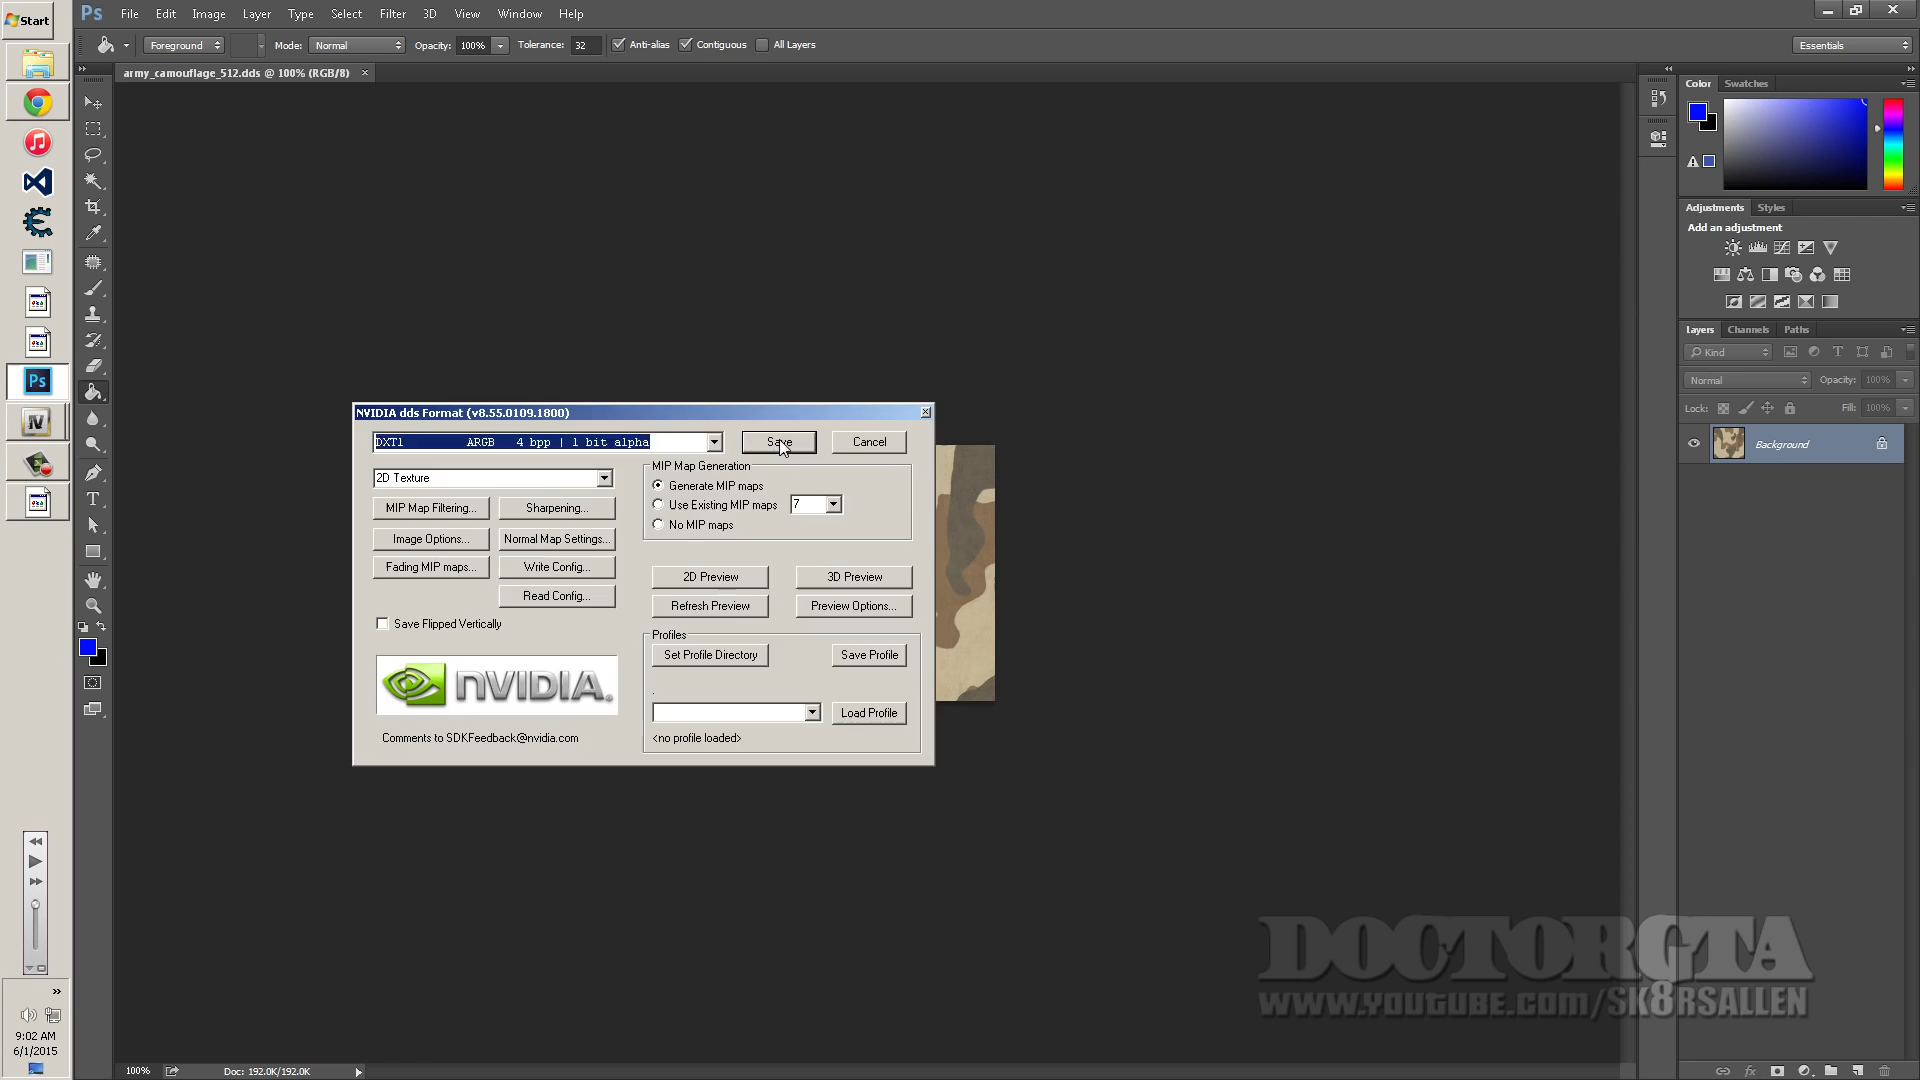 Start
Ps
File Edit Image Layer Type Select Filter 3D View Window Help
Foreground Mode: Normal Opacity: 100% Tolerance: 32 Anti-alias Contiguous All Layers Essentials
army_camouflage_512.dds @ 100% (RGB/8)
Color Swatches
Adjustments Styles
Add an adjustment
Layers Channels Paths
Kind
Normal Opacity: 100%
Lock: Fill: 100%
Background
Ps
NVIDIA dds Format (v8.55.0109.1800)
DXT1 ARGB 4 bpp | 1 bit alpha
Save Cancel
2D Texture
MIP Map Generation
Generate MIP maps
Use Existing MIP maps 7
No MIP maps
MIP Map Filtering... Sharpening...
Image Options... Normal Map Settings...
Fading MIP maps... Write Config...
Read Config...
2D Preview 3D Preview
Refresh Preview Preview Options...
Save Flipped Vertically
Profiles
Set Profile Directory Save Profile
.
Load Profile
<no profile loaded>
NVIDIA.
Comments to SDKFeedback@nvidia.com
DOCTORGTA
WWW.YOUTUBE.COM/SK8RSALLEN
9:02 AM
6/1/2015
100% Doc: 192.0K/192.0K